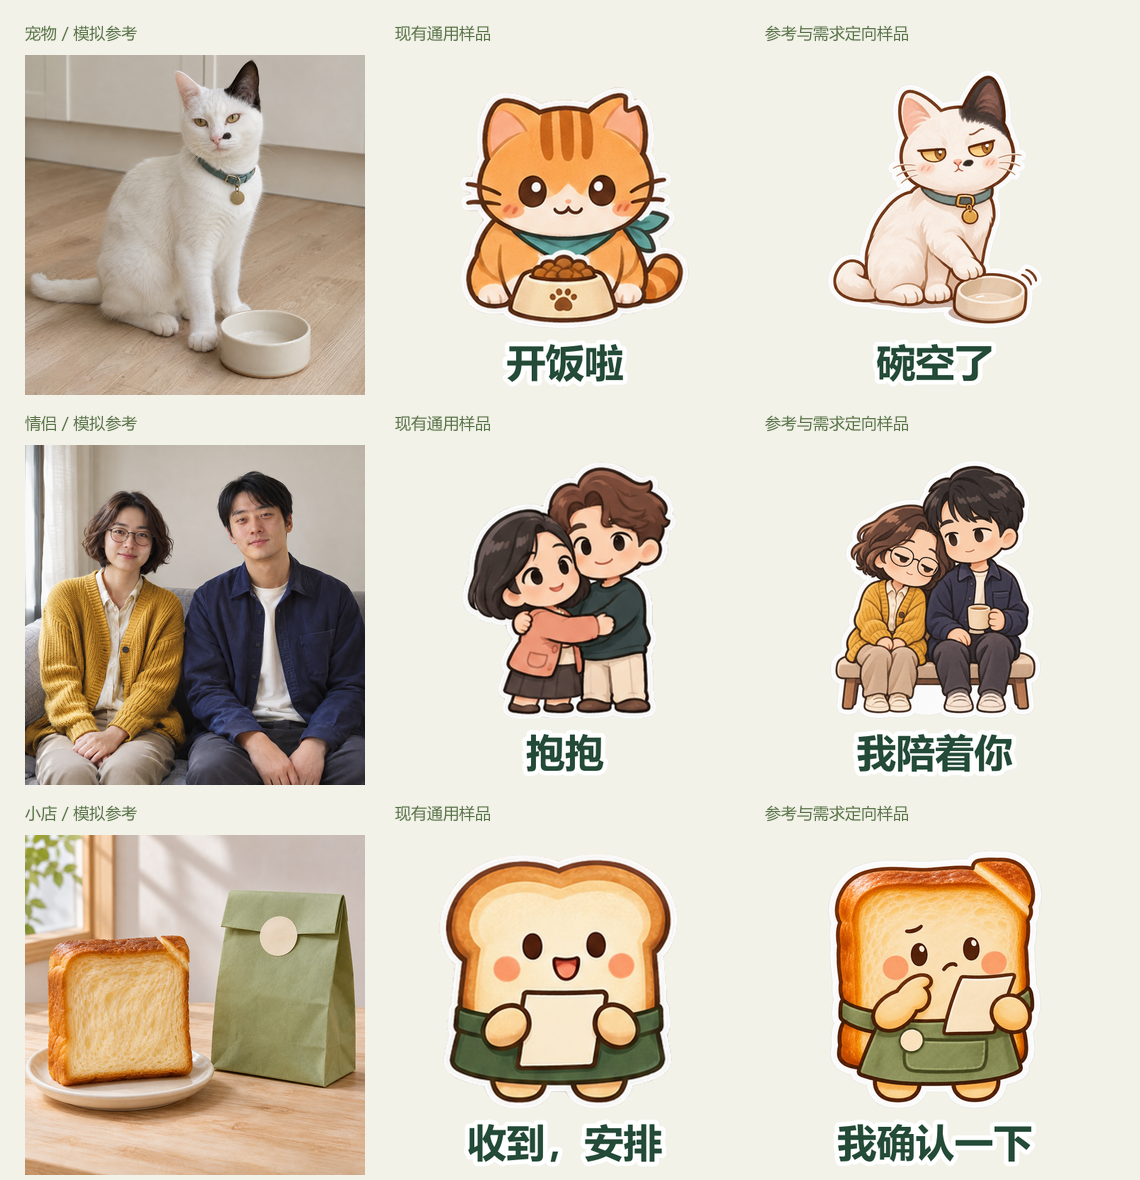 宠物 / 模拟参考
现有通用样品
参考与需求定向样品
开饭啦
碗空了
情侣 / 模拟参考
现有通用样品
参考与需求定向样品
抱抱
我陪着你
小店 / 模拟参考
现有通用样品
参考与需求定向样品
收到，安排
我确认一下